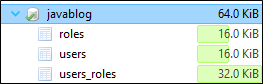 javablog 64.0 KiB
roles 16.0 KiB
users 16.0 KiB
users_roles 32.0 KiB